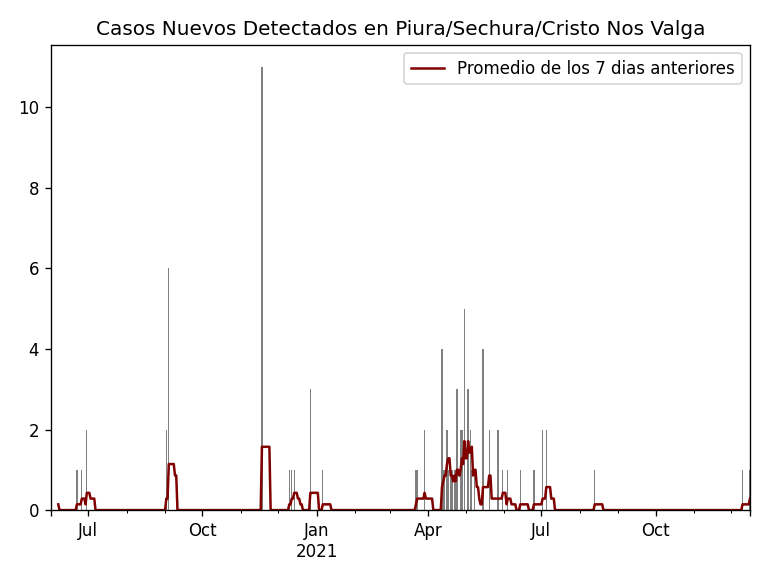 Casos Nuevos Detectados en Piura/Sechura/Cristo Nos Valga
Promedio de los 7 dias anteriores
10
8
6
4
2
0
Jul
Oct
Jan
2021
Apr
Jul
Oct